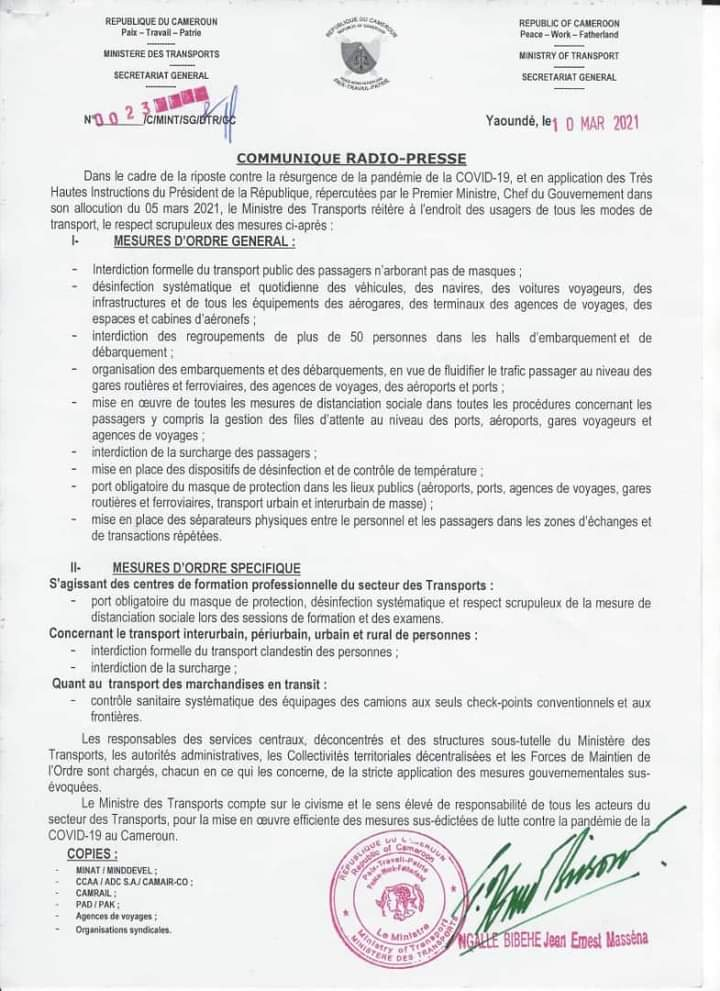 REPUBLIQUE DU CAMEROUN
Paix – Travail – Patrie
MINISTERE DES TRANSPORTS
SECRETARIAT GENERAL
N° 0023 /C/MINT/SG/DTR/CC
REPUBLIQUE DU CAMEROUN
REPUBLIC OF CAMEROON
PAIX-TRAVAIL-PATRIE
REPUBLIC OF CAMEROON
Peace – Work – Fatherland
MINISTRY OF TRANSPORT
SECRETARIAT GENERAL
Yaoundé, le 10 MAR 2021
COMMUNIQUE RADIO-PRESSE
Dans le cadre de la riposte contre la résurgence de la pandémie de la COVID-19, et en application des Très
Hautes Instructions du Président de la République, répercutées par le Premier Ministre, Chef du Gouvernement dans
son allocution du 05 mars 2021, le Ministre des Transports réitère à l'endroit des usagers de tous les modes de
transport, le respect scrupuleux des mesures ci-après :
I- MESURES D'ORDRE GENERAL :
- Interdiction formelle du transport public des passagers n'arborant pas de masques ;
- désinfection systématique et quotidienne des véhicules, des navires, des voitures voyageurs, des
infrastructures et de tous les équipements des aérogares, des terminaux des agences de voyages, des
espaces et cabines d'aéronefs ;
- interdiction des regroupements de plus de 50 personnes dans les halls d'embarquement et de
débarquement ;
- organisation des embarquements et des débarquements, en vue de fluidifier le trafic passager au niveau des
gares routières et ferroviaires, des agences de voyages, des aéroports et ports ;
- mise en œuvre de toutes les mesures de distanciation sociale dans toutes les procédures concernant les
passagers y compris la gestion des files d'attente au niveau des ports, aéroports, gares voyageurs et
agences de voyages ;
- interdiction de la surcharge des passagers ;
- mise en place des dispositifs de désinfection et de contrôle de température ;
- port obligatoire du masque de protection dans les lieux publics (aéroports, ports, agences de voyages, gares
routières et ferroviaires, transport urbain et interurbain de masse) ;
- mise en place des séparateurs physiques entre le personnel et les passagers dans les zones d'échanges et
de transactions répétées.
II- MESURES D'ORDRE SPECIFIQUE
S'agissant des centres de formation professionnelle du secteur des Transports :
- port obligatoire du masque de protection, désinfection systématique et respect scrupuleux de la mesure de
distanciation sociale lors des sessions de formation et des examens.
Concernant le transport interurbain, périurbain, urbain et rural de personnes :
- interdiction formelle du transport clandestin des personnes ;
- interdiction de la surcharge ;
Quant au transport des marchandises en transit :
- contrôle sanitaire systématique des équipages des camions aux seuls check-points conventionnels et aux
frontières.
Les responsables des services centraux, déconcentrés et des structures sous-tutelle du Ministère des
Transports, les autorités administratives, les Collectivités territoriales décentralisées et les Forces de Maintien de
l'Ordre sont chargés, chacun en ce qui les concerne, de la stricte application des mesures gouvernementales sus-
évoquées.
Le Ministre des Transports compte sur le civisme et le sens élevé de responsabilité de tous les acteurs du
secteur des Transports, pour la mise en œuvre efficiente des mesures sus-édictées de lutte contre la pandémie de la
COVID-19 au Cameroun.
COPIES :
- MINAT / MINDDEVEL ;
- CCAA / ADC S.A./ CAMAIR-CO ;
- CAMRAIL ;
- PAD / PAK ;
- Agences de voyages ;
- Organisations syndicales.
REPUBLIQUE DU CAMEROUN
Republic of Cameroon
Paix-Travail-Patrie
Peace-Work-Fatherland
Le Ministre
Ministry of Transport
MINISTERE DES TRANSPORTS
NGALLE BIBEHE Jean Ernest Masséna